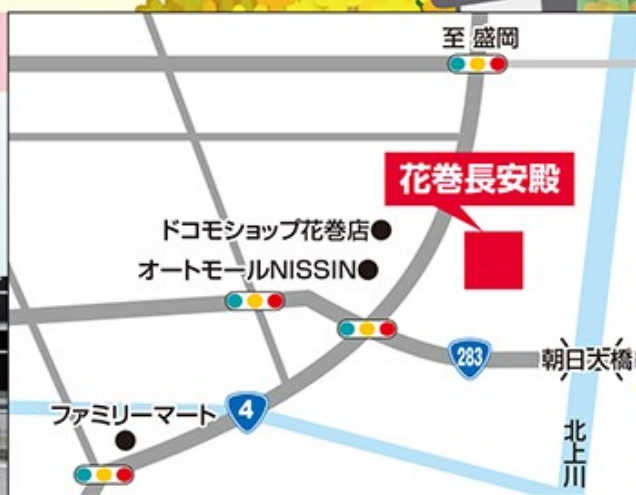 至 盛岡
花巻長安殿
ドコモショップ花巻店
オートモールNISSIN
283
朝日大橋
4
ファミリーマート
北上川